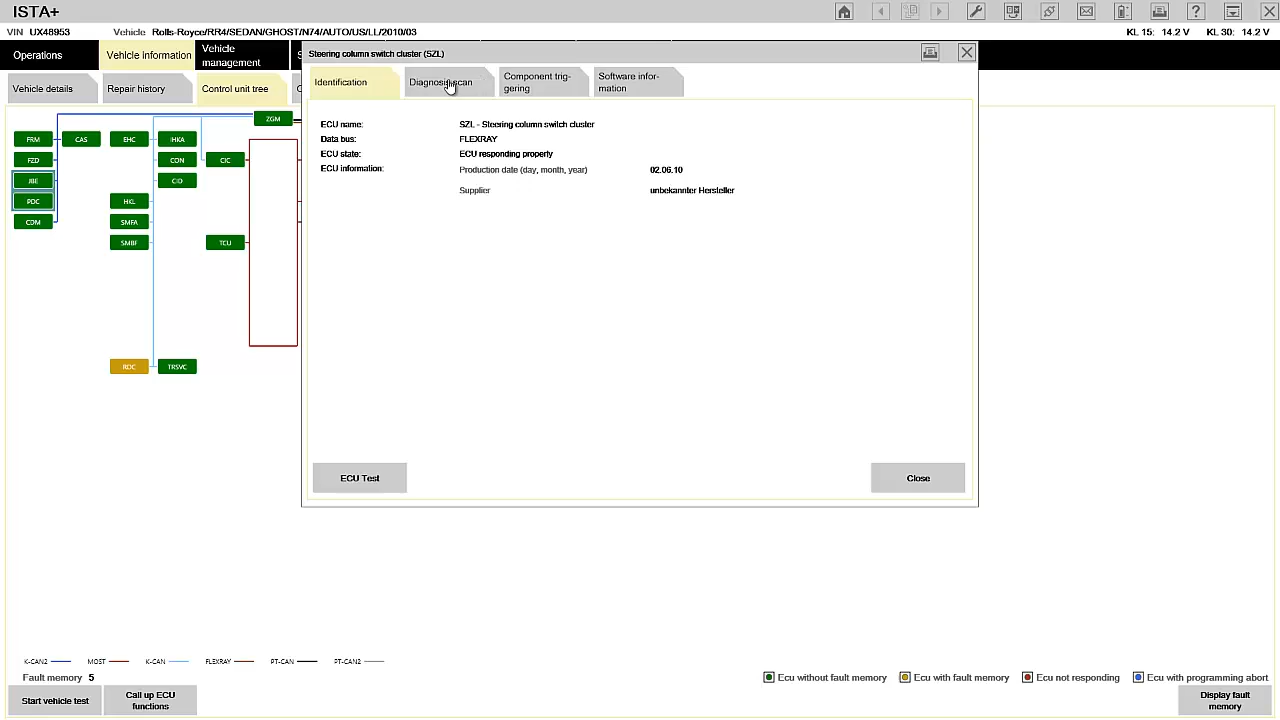 ISTA+
VIN UX48953 Vehicle Rolls-Royce/RR4/SEDAN/GHOST/N74/AUTO/US/LL/2010/03 KL 15: 14.2 V KL 30: 14.2 V
Operations
Vehicle information
Vehicle management
S
Vehicle details
Repair history
Control unit tree
C
Steering column switch cluster (SZL)
Identification
Diagnosis scan
Component trig-
gering
Software infor-
mation
ECU name: SZL - Steering column switch cluster
Data bus: FLEXRAY
ECU state: ECU responding properly
ECU information: Production date (day, month, year) 02.06.10
Supplier unbekannter Hersteller
ECU Test
Close
ZGM
FRM CAS EHC IHKA
FZD CON CIC
JBE CID
PDC HKL
CDM SMFA
SMBF TCU
RDC TRSVC
K-CAN2 MOST K-CAN FLEXRAY PT-CAN PT-CAN2
Fault memory 5
Ecu without fault memory Ecu with fault memory Ecu not responding Ecu with programming abort
Start vehicle test
Call up ECU
functions
Display fault
memory